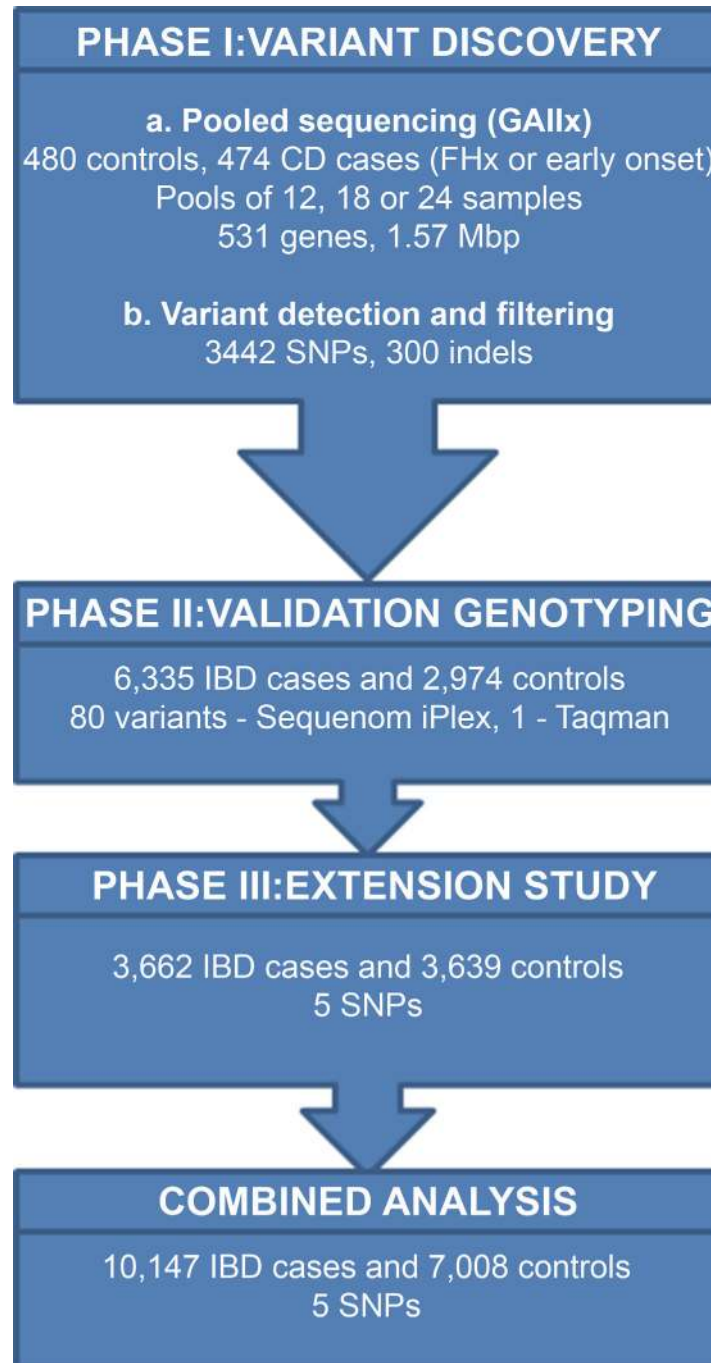 PHASE I:VARIANT DISCOVERY
a. Pooled sequencing (GAIIx)
480 controls, 474 CD cases (FHx or early onset)
Pools of 12, 18 or 24 samples
531 genes, 1.57 Mbp
b. Variant detection and filtering
3442 SNPs, 300 indels
PHASE II:VALIDATION GENOTYPING
6,335 IBD cases and 2,974 controls
80 variants - Sequenom iPlex, 1 - Taqman
PHASE III:EXTENSION STUDY
3,662 IBD cases and 3,639 controls
5 SNPs
COMBINED ANALYSIS
10,147 IBD cases and 7,008 controls
5 SNPs